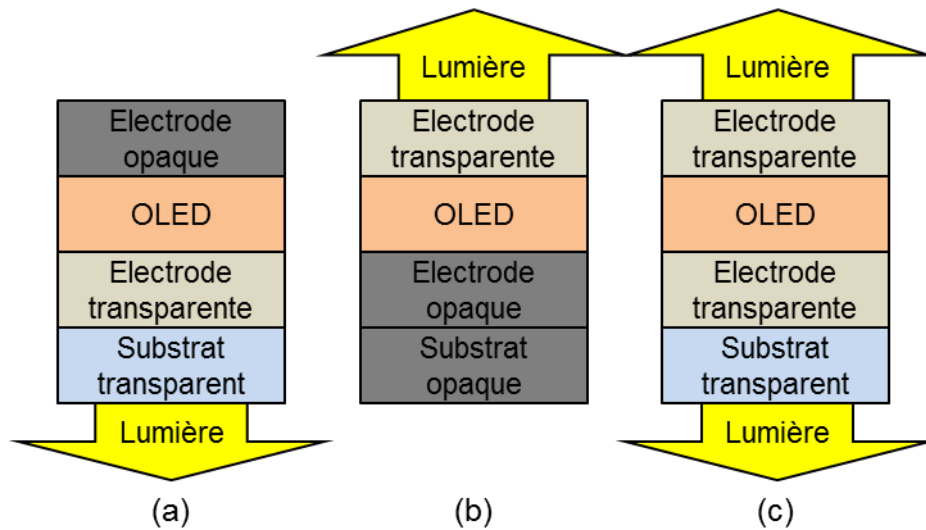 Lumière
Electrode
opaque
OLED
Electrode
transparente
Substrat
transparent
Lumière
(a)
Lumière
Electrode
transparente
OLED
Electrode
opaque
Substrat
opaque
(b)
Lumière
Electrode
transparente
OLED
Electrode
transparente
Substrat
transparent
Lumière
(c)